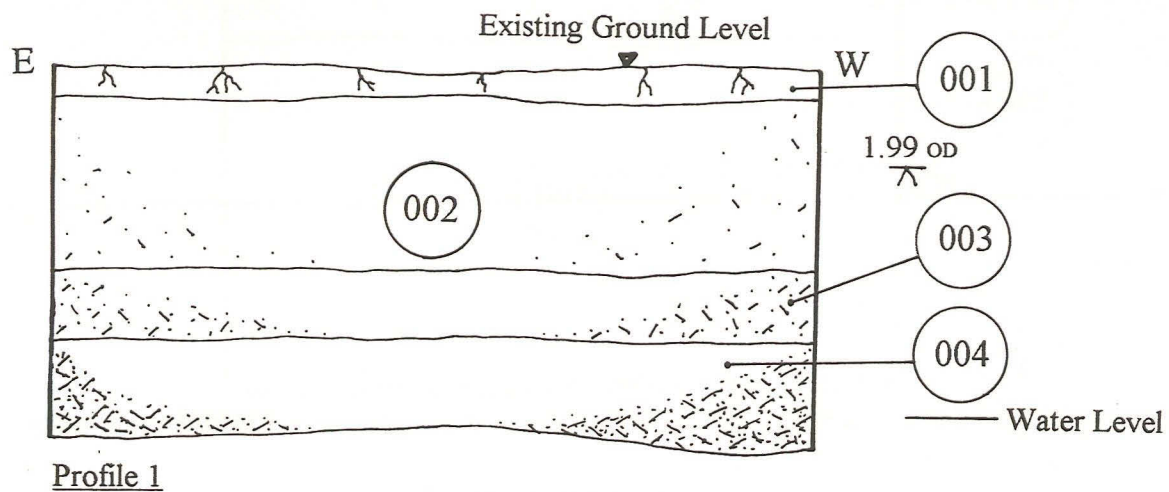 Existing Ground Level
E
W
001
1.99 OD
002
003
004
Water Level
Profile 1